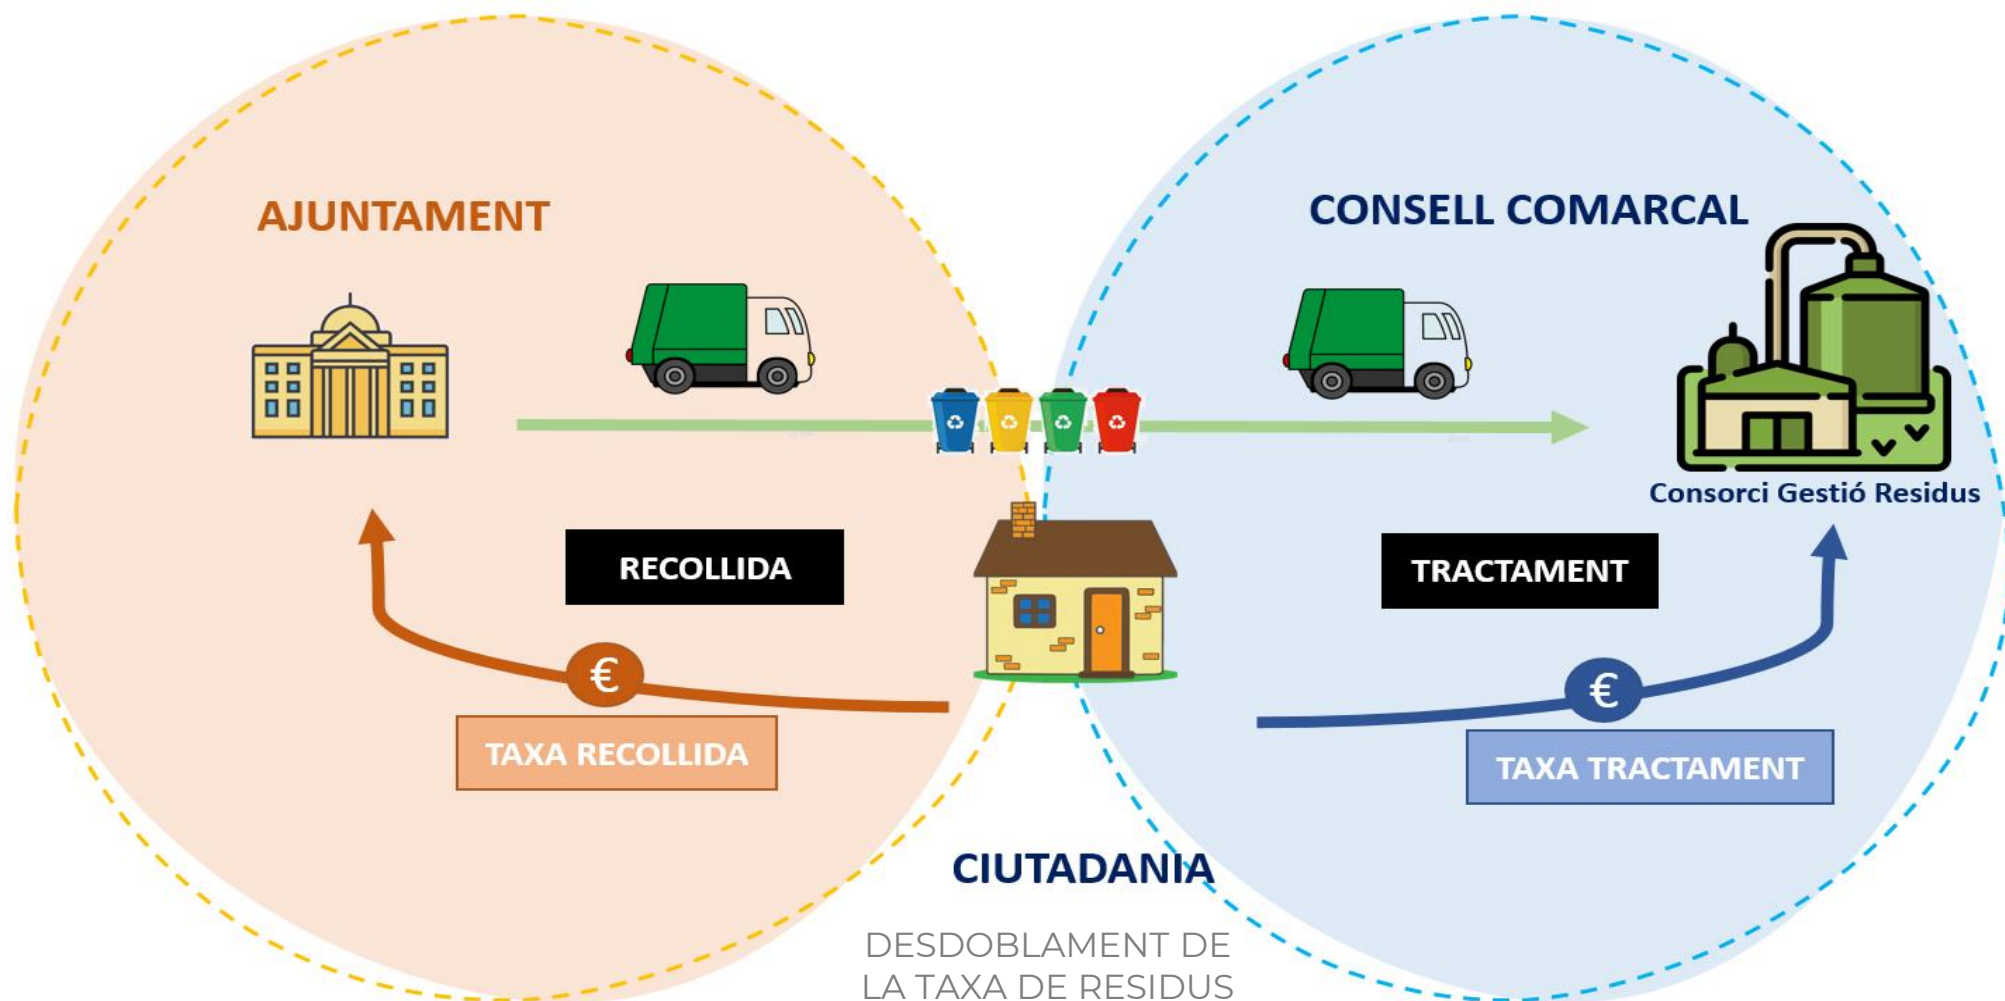 AJUNTAMENT
CONSELL COMARCAL
Consorci Gestió Residus
RECOLLIDA
TRACTAMENT
€
€
TAXA RECOLLIDA
TAXA TRACTAMENT
CIUTADANIA
DESDOBLAMENT DE
LA TAXA DE RESIDUS